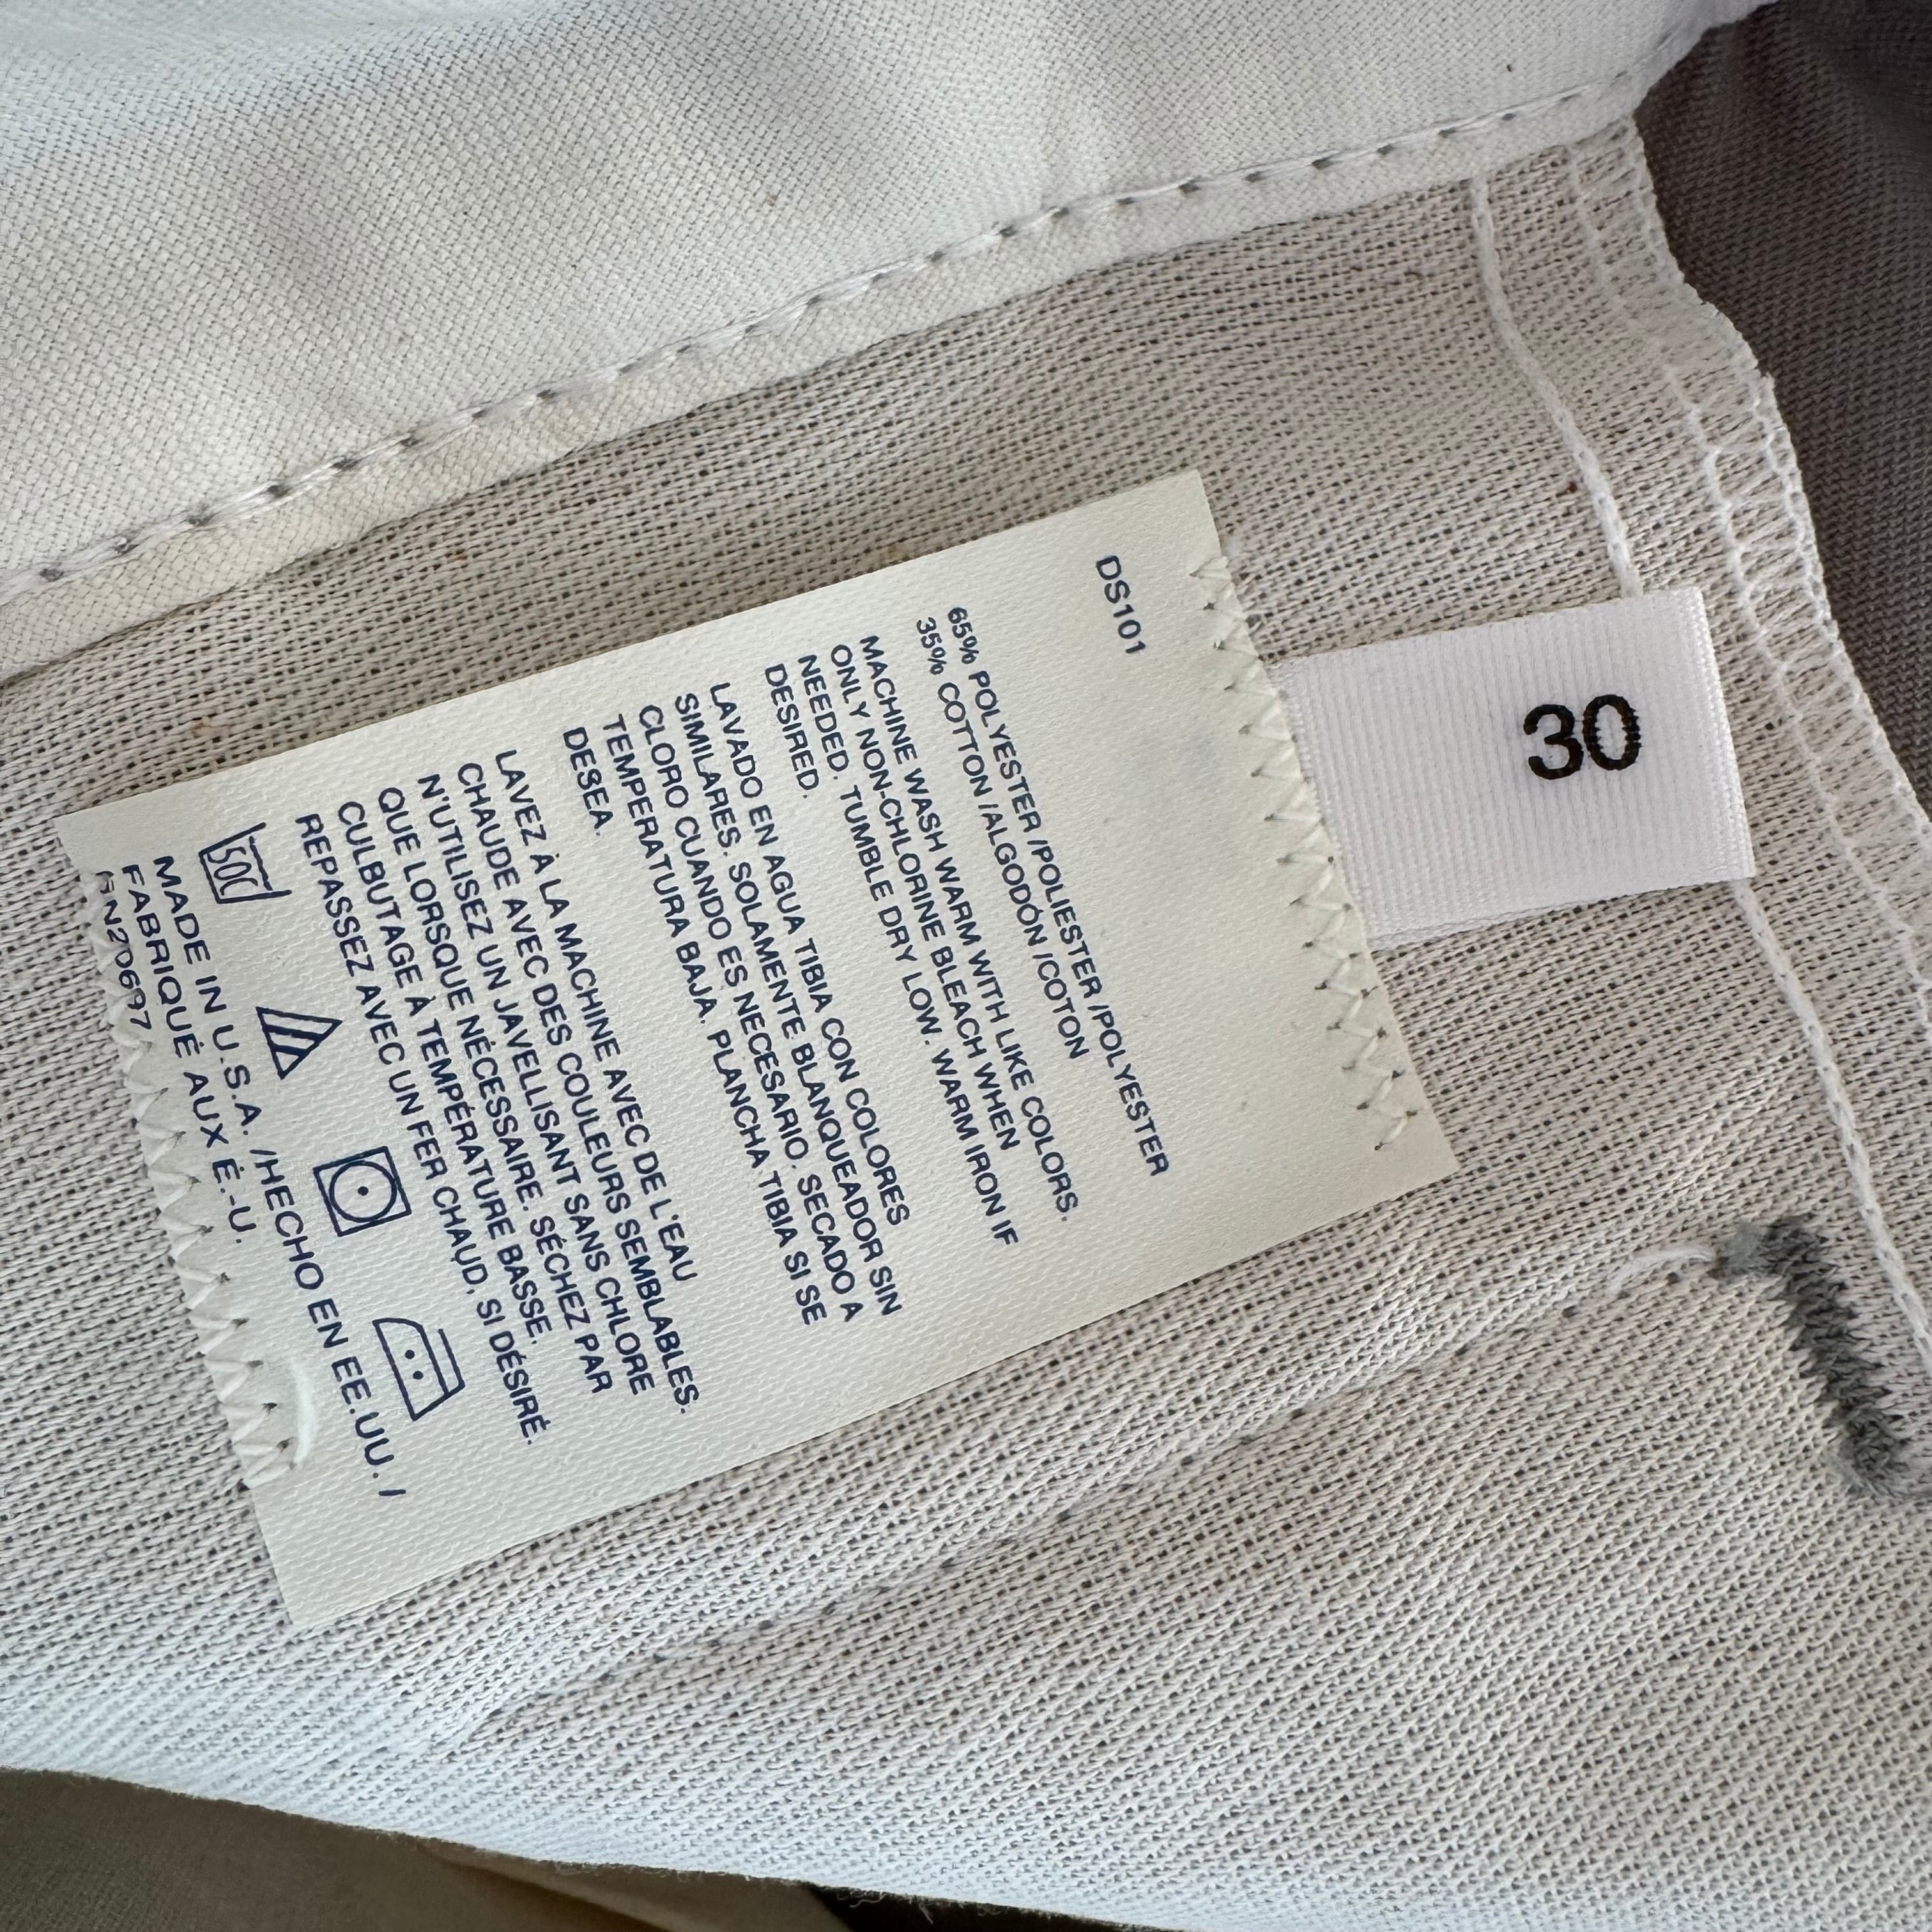 30
DS101
65% POLYESTER /POLIESTER /POLYESTER
35% COTTON /ALGODÓN /COTON
MACHINE WASH WARM WITH LIKE COLORS.
ONLY NON-CHLORINE BLEACH WHEN
NEEDED. TUMBLE DRY LOW. WARM IRON IF
DESIRED.
LAVADO EN AGUA TIBIA CON COLORES
SIMILARES. SOLAMENTE BLANQUEADOR SIN
CLORO CUANDO ES NECESARIO. SECADO A
TEMPERATURA BAJA. PLANCHA TIBIA SI SE
DESEA.
LAVEZ À LA MACHINE AVEC DE L'EAU
CHAUDE AVEC DES COULEURS SEMBLABLES.
N'UTILISEZ UN JAVELLISANT SANS CHLORE
QUE LORSQUE NÉCESSAIRE. SÉCHEZ PAR
CULBUTAGE À TEMPÉRATURE BASSE.
REPASSEZ AVEC UN FER CHAUD, SI DÉSIRÉ.
50C
MADE IN U.S.A. /HECHO EN EE.UU. /
FABRIQUÉ AUX É.-U.